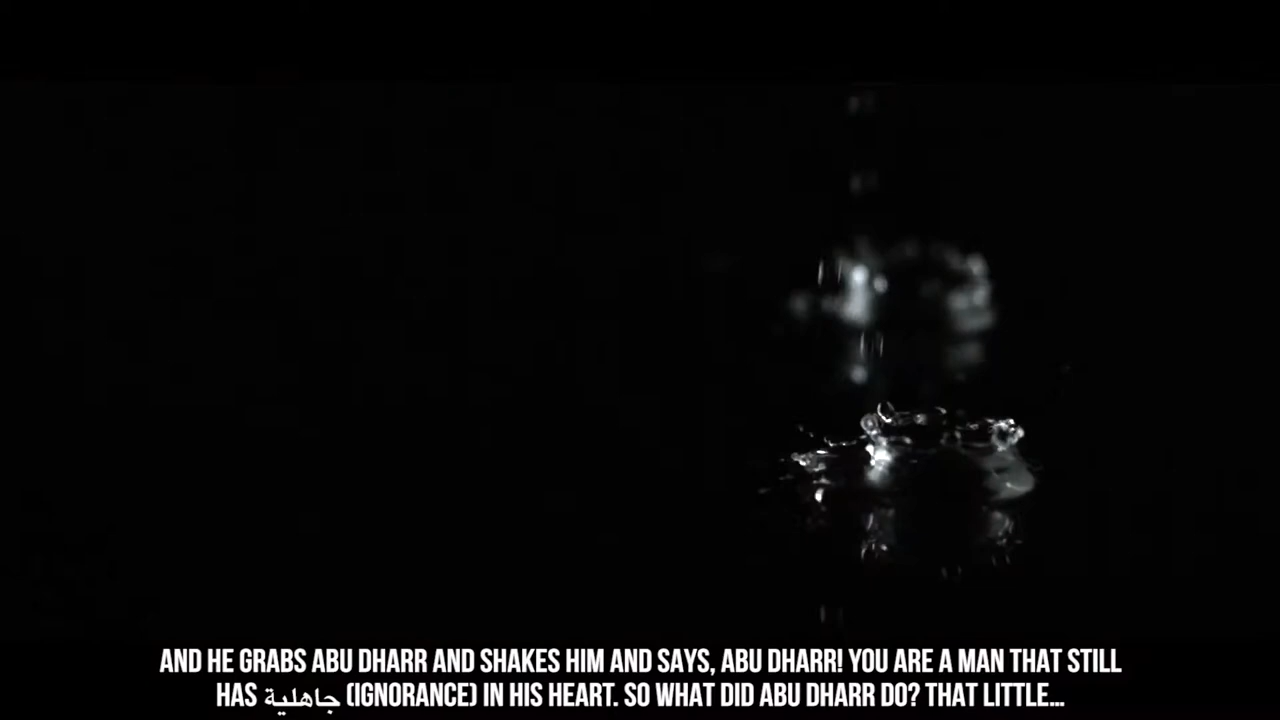 AND HE GRABS ABU DHARR AND SHAKES HIM AND SAYS, ABU DHARR! YOU ARE A MAN THAT STILL
HAS جاهلية (IGNORANCE) IN HIS HEART. SO WHAT DID ABU DHARR DO? THAT LITTLE...